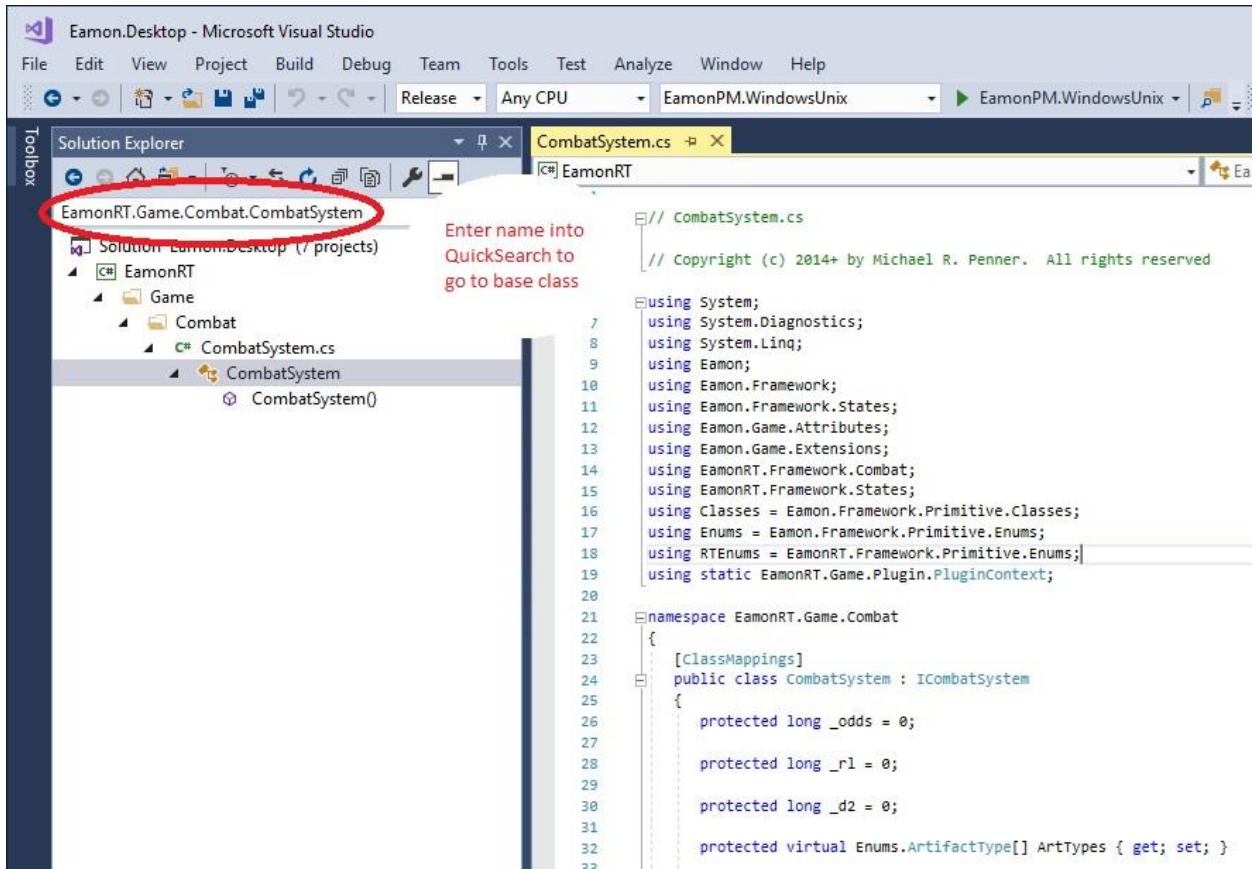 Eamon.Desktop - Microsoft Visual Studio
File Edit View Project Build Debug Team Tools Test Analyze Window Help
Release Any CPU EamonPM.WindowsUnix EamonPM.WindowsUnix
Toolbox
Solution Explorer
EamonRT.Game.Combat.CombatSystem
Solution 'Eamon.Desktop' (7 projects)
C# EamonRT
Game
Combat
C# CombatSystem.cs
CombatSystem
CombatSystem()
Enter name into
QuickSearch to
go to base class
CombatSystem.cs
C# EamonRT Ea
// CombatSystem.cs
// Copyright (c) 2014+ by Michael R. Penner.  All rights reserved
using System;
7 using System.Diagnostics;
8 using System.Linq;
9 using Eamon;
10 using Eamon.Framework;
11 using Eamon.Framework.States;
12 using Eamon.Game.Attributes;
13 using Eamon.Game.Extensions;
14 using EamonRT.Framework.Combat;
15 using EamonRT.Framework.States;
16 using Classes = Eamon.Framework.Primitive.Classes;
17 using Enums = Eamon.Framework.Primitive.Enums;
18 using RTEnums = EamonRT.Framework.Primitive.Enums;
19 using static EamonRT.Game.Plugin.PluginContext;
20
21 namespace EamonRT.Game.Combat
22 {
23 [ClassMappings]
24 public class CombatSystem : ICombatSystem
25 {
26 protected long _odds = 0;
27
28 protected long _rl = 0;
29
30 protected long _d2 = 0;
31
32 protected virtual Enums.ArtifactType[] ArtTypes { get; set; }
33